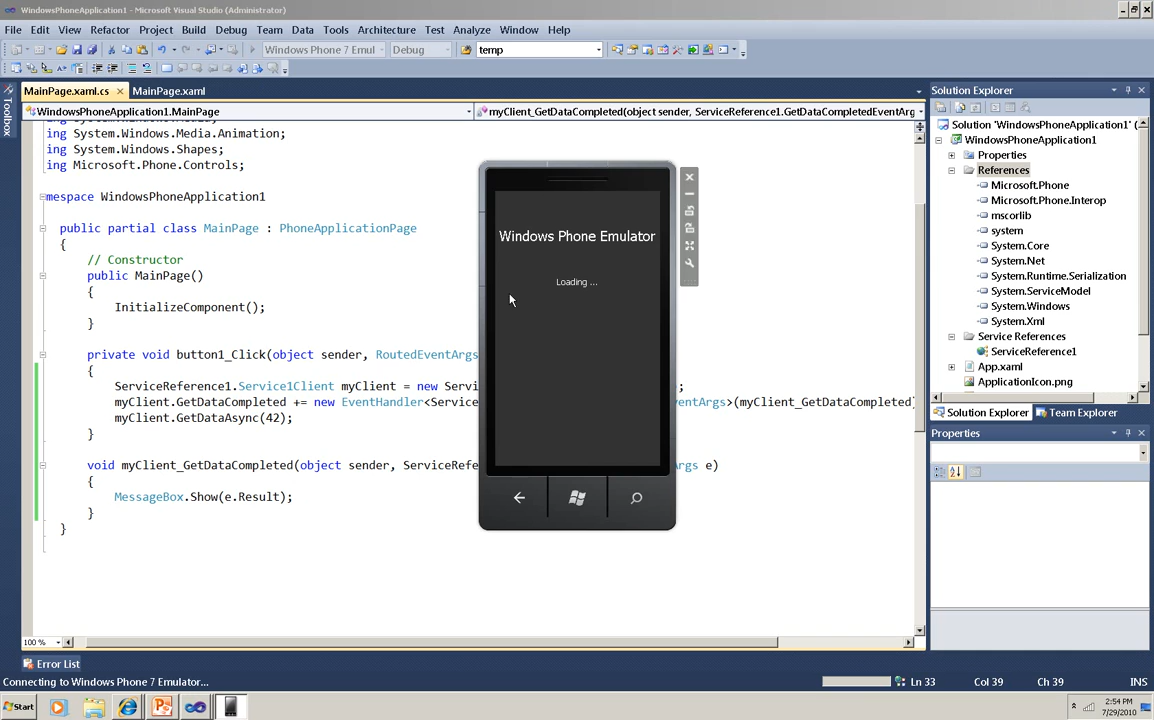 WindowsPhoneApplication1 - Microsoft Visual Studio (Administrator)
File Edit View Refactor Project Build Debug Team Data Tools Architecture Test Analyze Window Help
Windows Phone 7 Emul Debug temp
MainPage.xaml.cs MainPage.xaml
WindowsPhoneApplication1.MainPage myClient_GetDataCompleted(object sender, ServiceReference1.GetDataCompletedEventArg
Toolbox
ing System.Windows.Media.Animation;
ing System.Windows.Shapes;
ing Microsoft.Phone.Controls;
mespace WindowsPhoneApplication1
public partial class MainPage : PhoneApplicationPage
{
// Constructor
public MainPage()
{
InitializeComponent();
}
private void button1_Click(object sender, RoutedEventArgs
{
ServiceReference1.Service1Client myClient = new Servi ;
myClient.GetDataCompleted += new EventHandler<Service ventArgs>(myClient_GetDataCompleted)
myClient.GetDataAsync(42);
}
void myClient_GetDataCompleted(object sender, ServiceRefe Args e)
{
MessageBox.Show(e.Result);
}
}
Windows Phone Emulator
Loading ...
Solution Explorer
Solution 'WindowsPhoneApplication1' (
WindowsPhoneApplication1
Properties
References
Microsoft.Phone
Microsoft.Phone.Interop
mscorlib
system
System.Core
System.Net
System.Runtime.Serialization
System.ServiceModel
System.Windows
System.Xml
Service References
ServiceReference1
App.xaml
ApplicationIcon.png
Solution Explorer Team Explorer
Properties
100 %
Error List
Connecting to Windows Phone 7 Emulator... Ln 33 Col 39 Ch 39 INS
Start 2:54 PM
7/29/2010